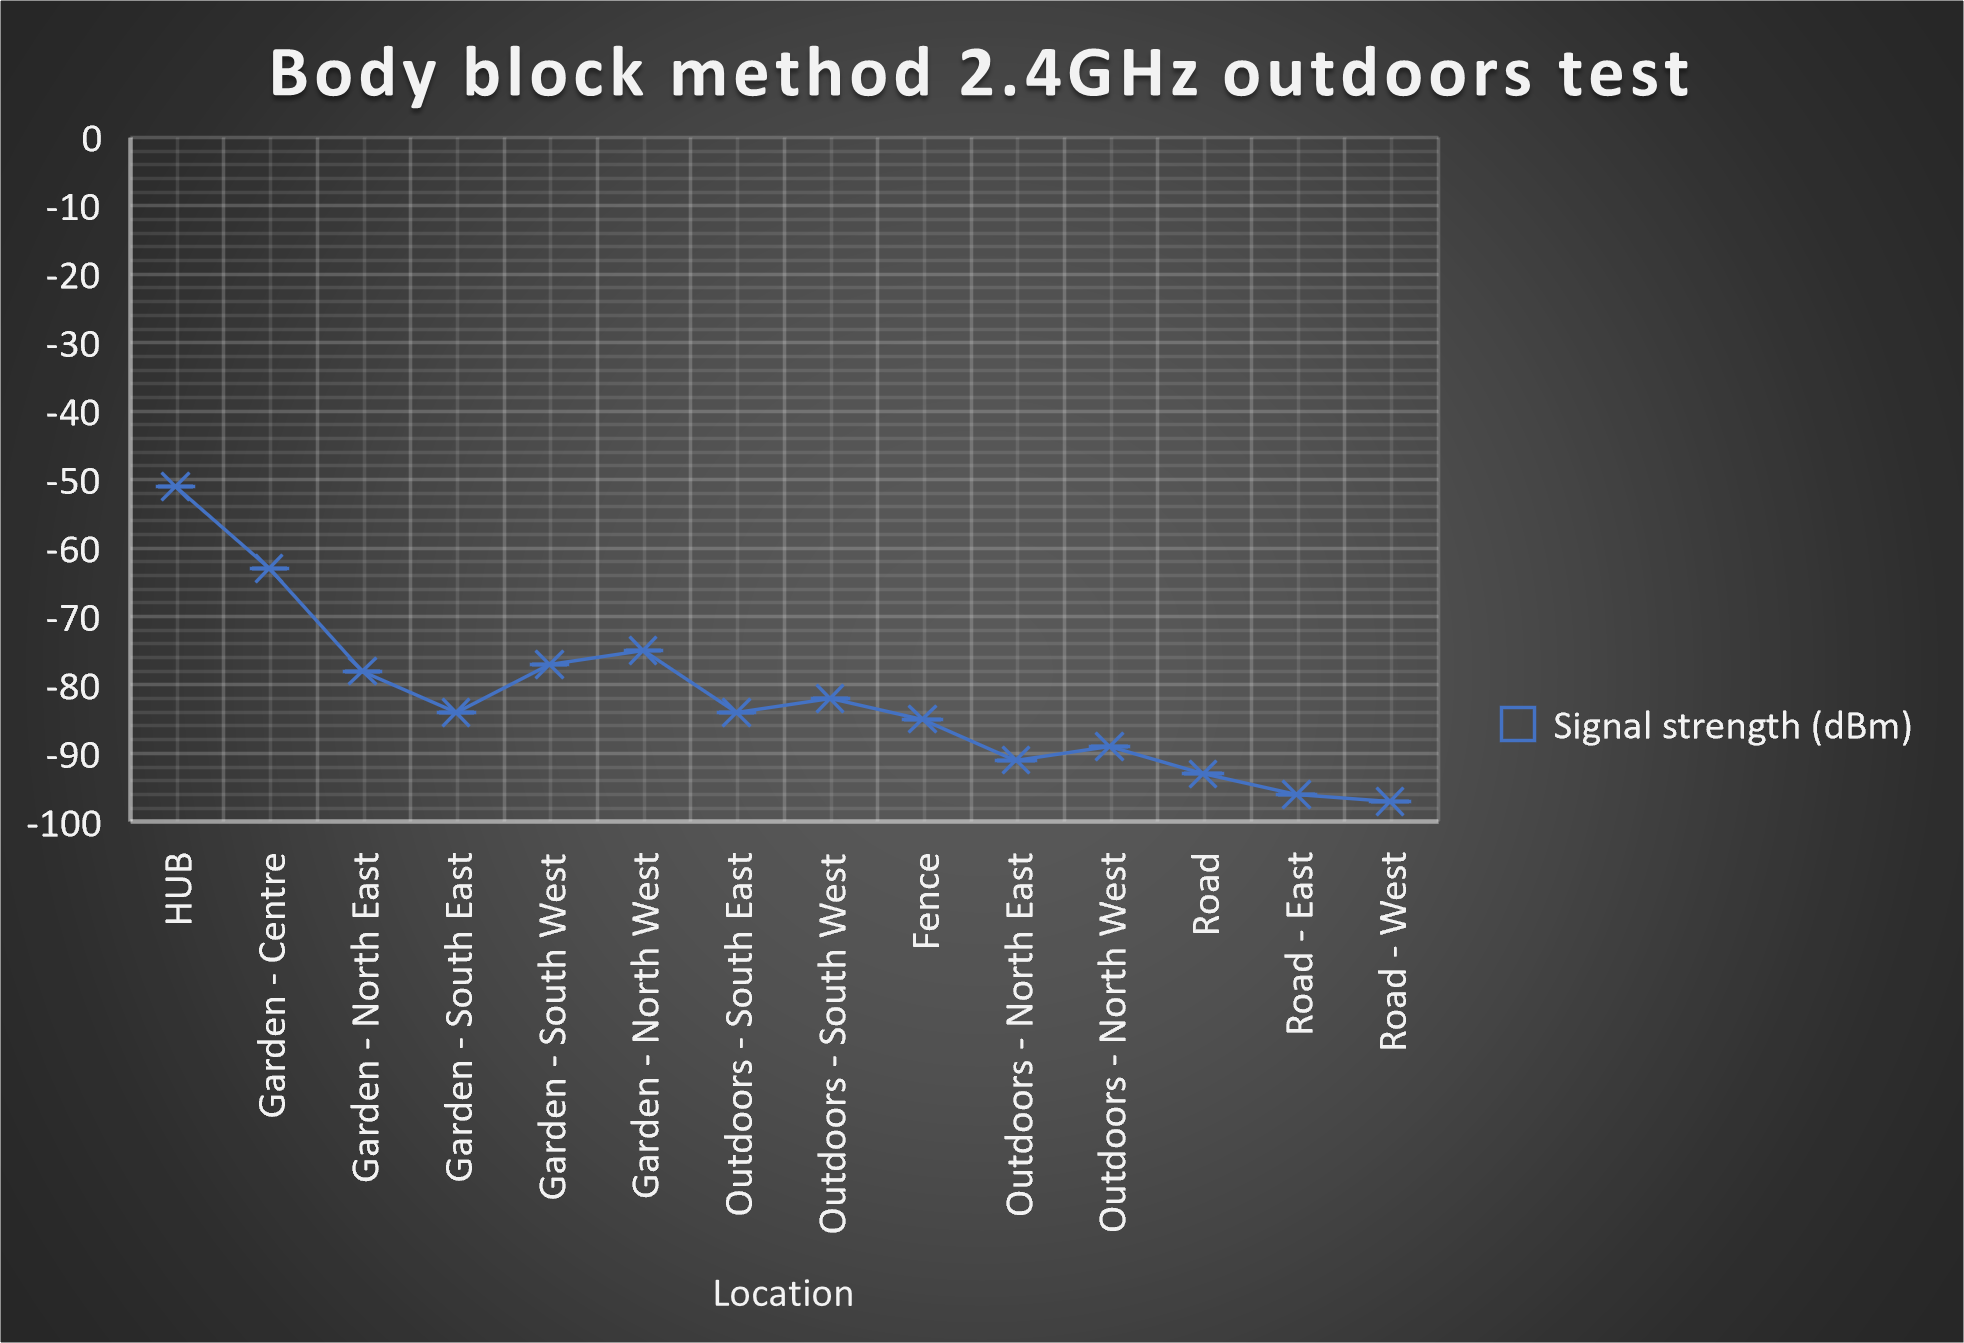 Body block method 2.4GHz outdoors test
0
-10
-20
-30
-40
-50
-60
-70
-80
-90
-100
HUB
Garden - Centre
Garden - North East
Garden - South East
Garden - South West
Garden - North West
Outdoors - South East
Outdoors - South West
Fence
Outdoors - North East
Outdoors - North West
Road
Road - East
Road - West
Location
Signal strength (dBm)